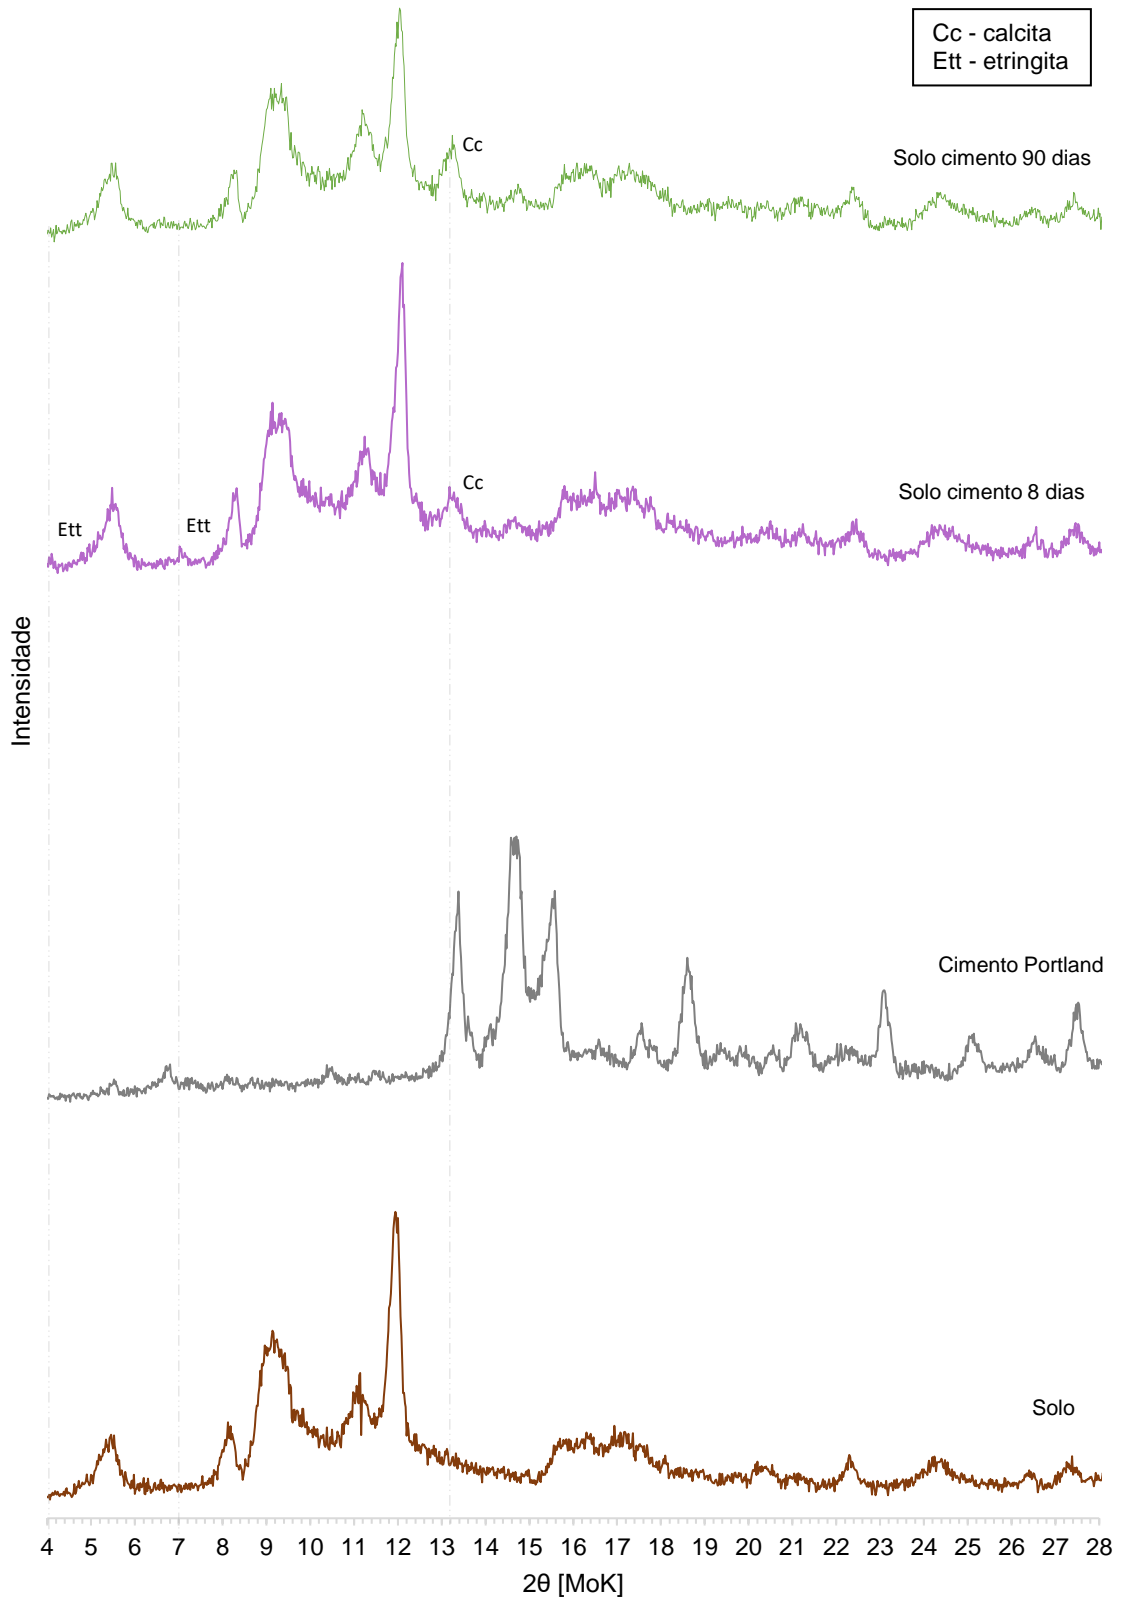 Cc - calcita
Ett - etringita
Cc
Solo cimento 90 dias
Cc
Solo cimento 8 dias
Ett
Ett
Intensidade
Cimento Portland
Solo
4 5 6 7 8 9 10 11 12 13 14 15 16 17 18 19 20 21 22 23 24 25 26 27 28
2θ [MoK]